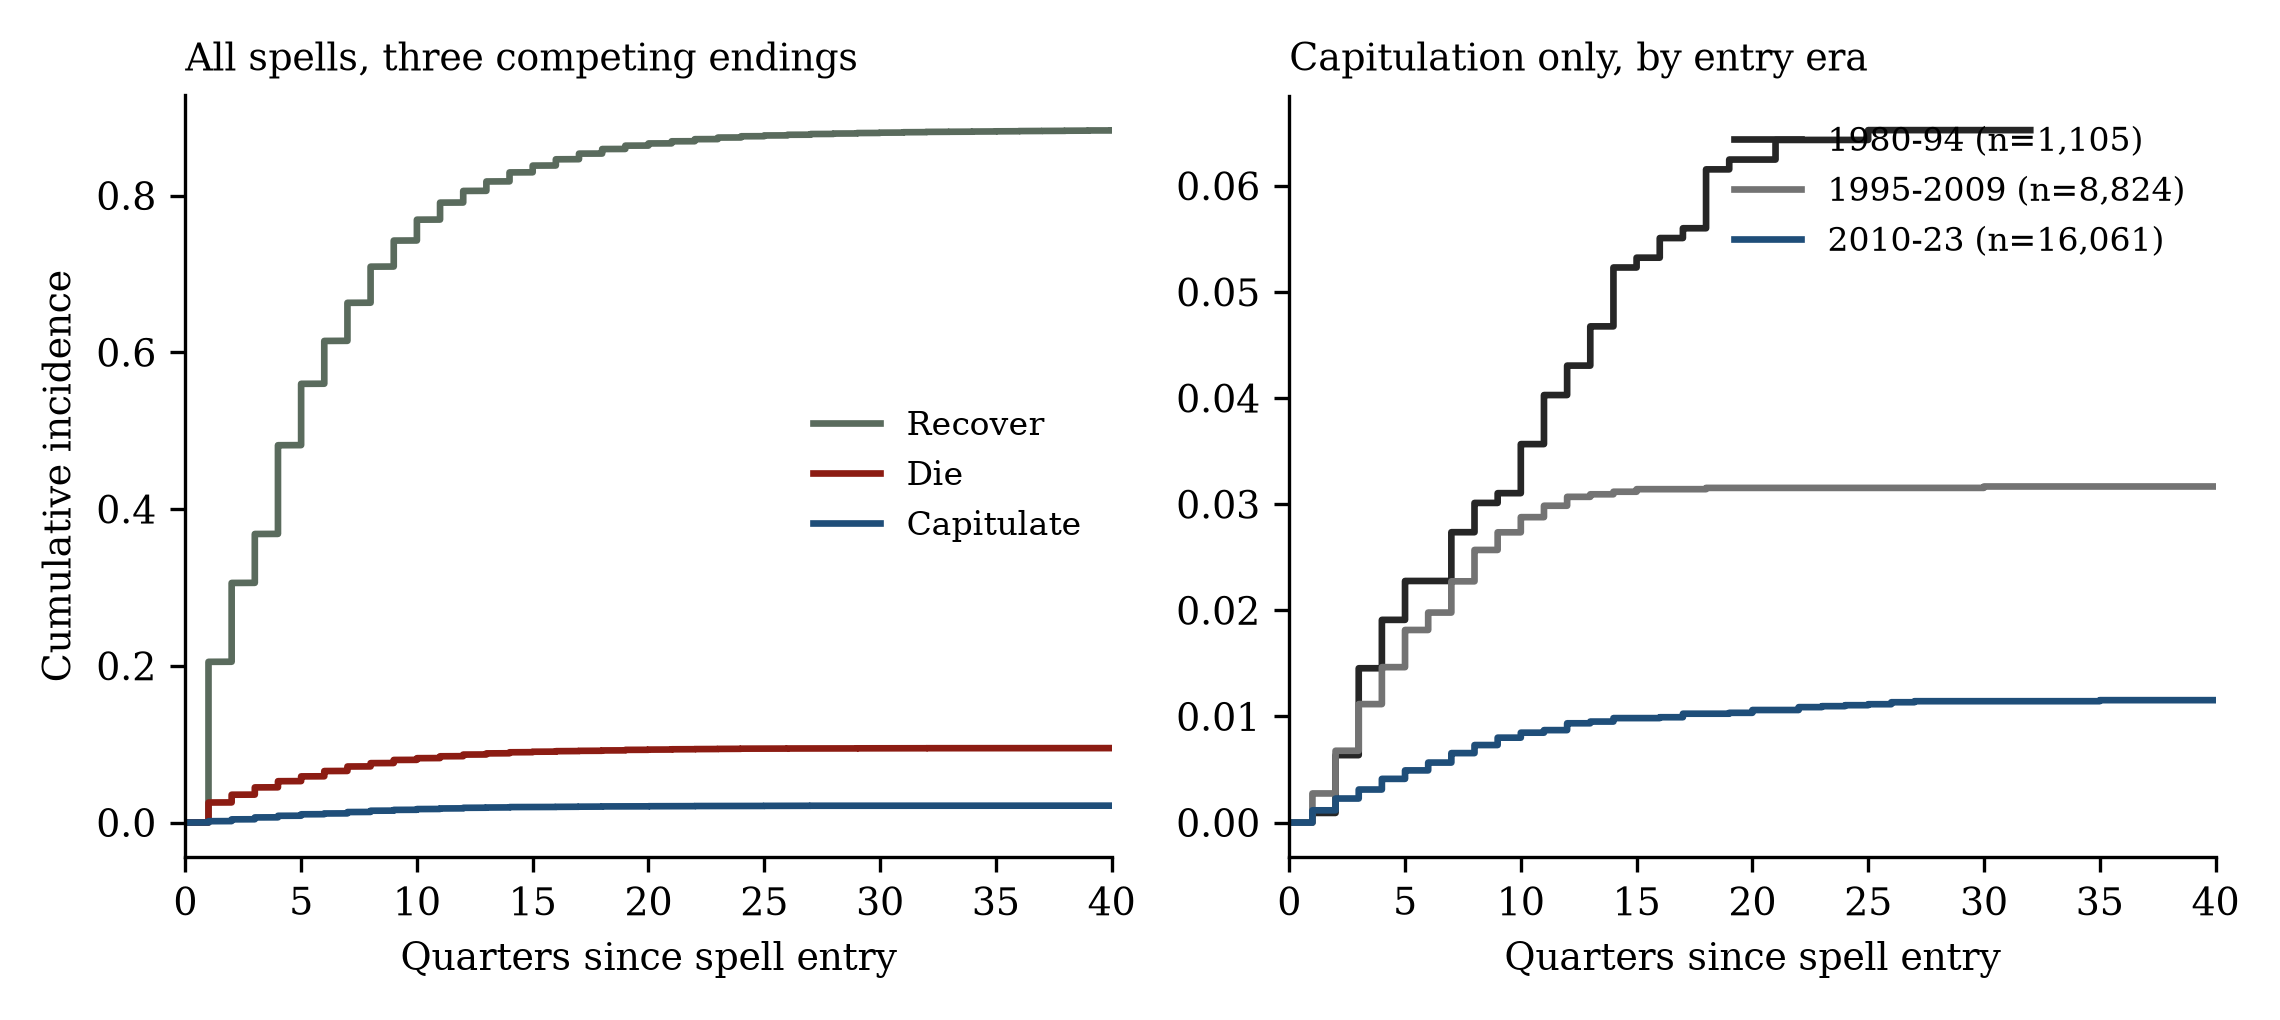 All spells, three competing endings
Cumulative incidence
0.8
0.6
0.4
0.2
0.0
Recover
Die
Capitulate
0 5 10 15 20 25 30 35 40
Quarters since spell entry
Capitulation only, by entry era
0.06
0.05
0.04
0.03
0.02
0.01
0.00
1980-94 (n=1,105)
1995-2009 (n=8,824)
2010-23 (n=16,061)
0 5 10 15 20 25 30 35 40
Quarters since spell entry